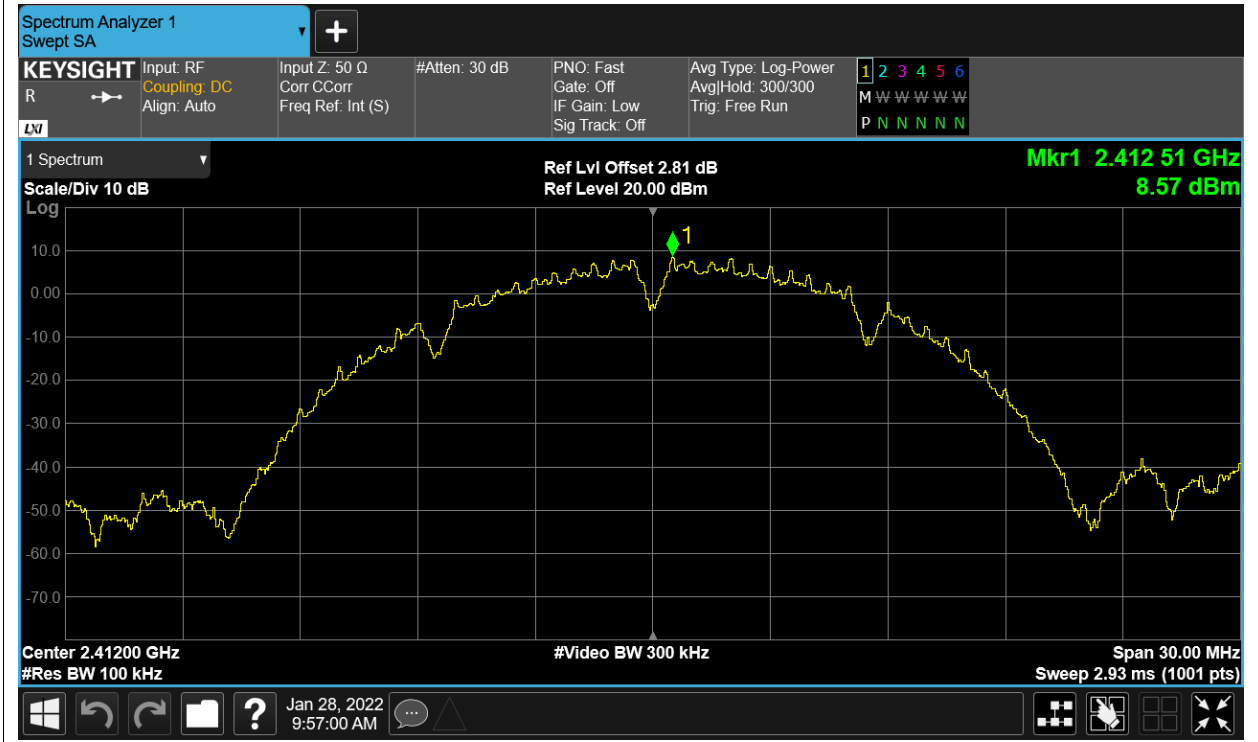 Spectrum Analyzer 1
Swept SA
KEYSIGHT
R
LXI
Input: RF
Coupling: DC
Align: Auto
Input Z: 50 Ω
Corr CCorr
Freq Ref: Int (S)
#Atten: 30 dB
PNO: Fast
Gate: Off
IF Gain: Low
Sig Track: Off
Avg Type: Log-Power
Avg|Hold: 300/300
Trig: Free Run
1 2 3 4 5 6
M W W W W W
P N N N N N
1 Spectrum
Scale/Div 10 dB
Log
Ref Lvl Offset 2.81 dB
Ref Level 20.00 dBm
Mkr1 2.412 51 GHz
8.57 dBm
1
10.0
0.00
-10.0
-20.0
-30.0
-40.0
-50.0
-60.0
-70.0
Center 2.41200 GHz
#Res BW 100 kHz
#Video BW 300 kHz
Span 30.00 MHz
Sweep 2.93 ms (1001 pts)
?
Jan 28, 2022
9:57:00 AM